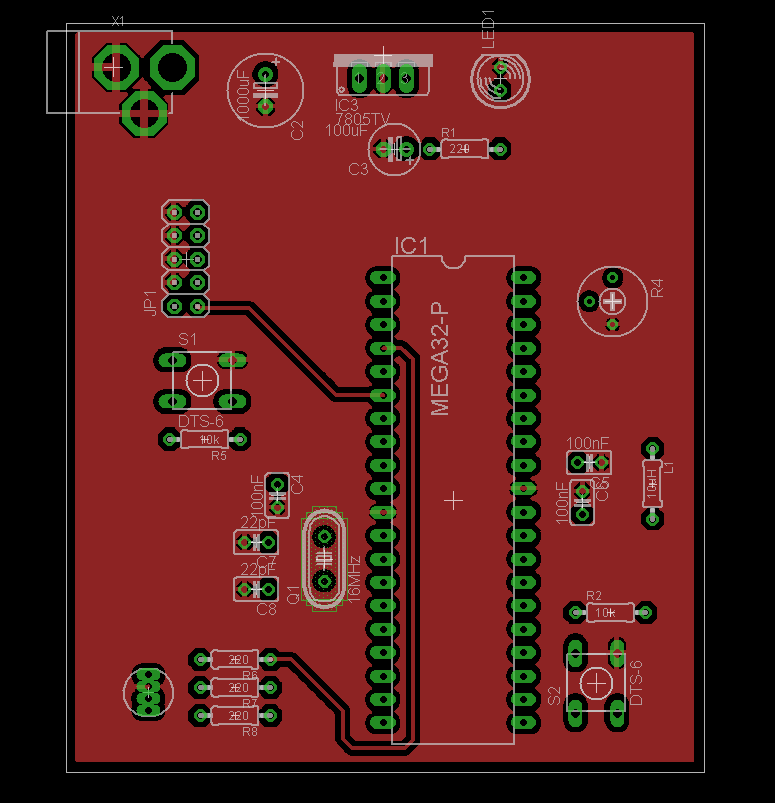 X1
LED1
1000uF
C2
2
IC3
7805TV
100uF
C3
R1
220
IC1
MEGA32-P
JP1
R4
S1
DTS-6
10k
R5
100nF
C4
22pF
C7
22pF
C8
Q1
16MHz
100nF
C5
100nF
10uH
L1
R2
10k
S2
DTS-6
220
R6
220
R7
220
R8